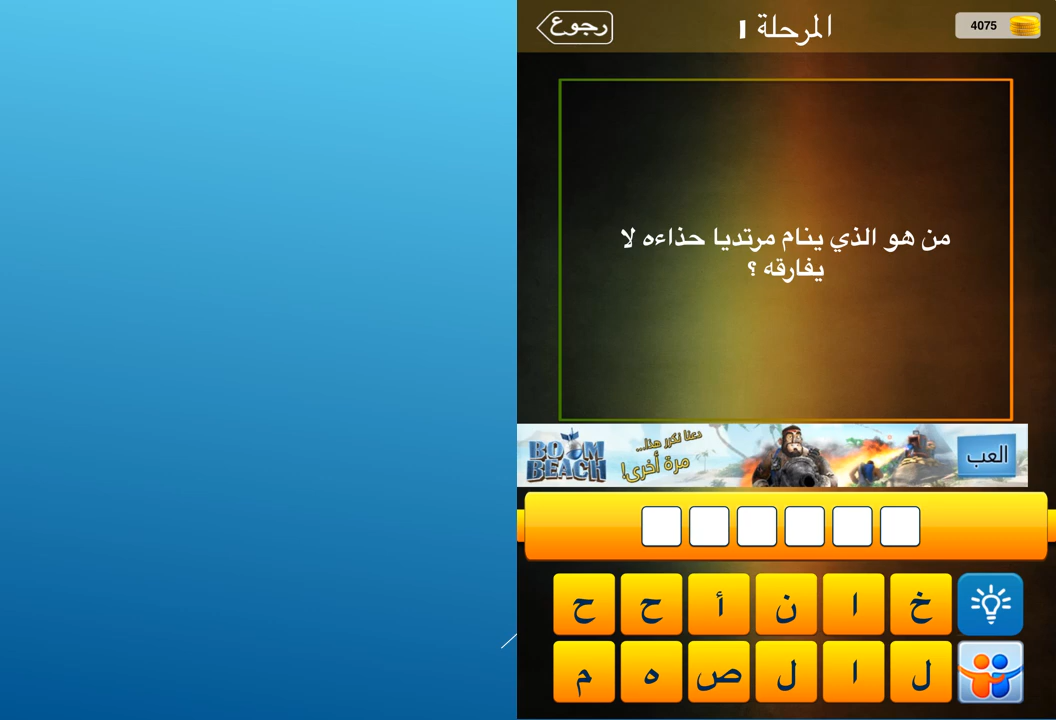 رجوع
المرحلة 1
4075
من هو الذي ينام مرتديا حذاءه لا
يفارقه ؟
BOOM
BEACH
دعنا نكرر هذا...
مرة أخرى!
العب
خ ا ن أ ح ح
ل ا ل ص ه م